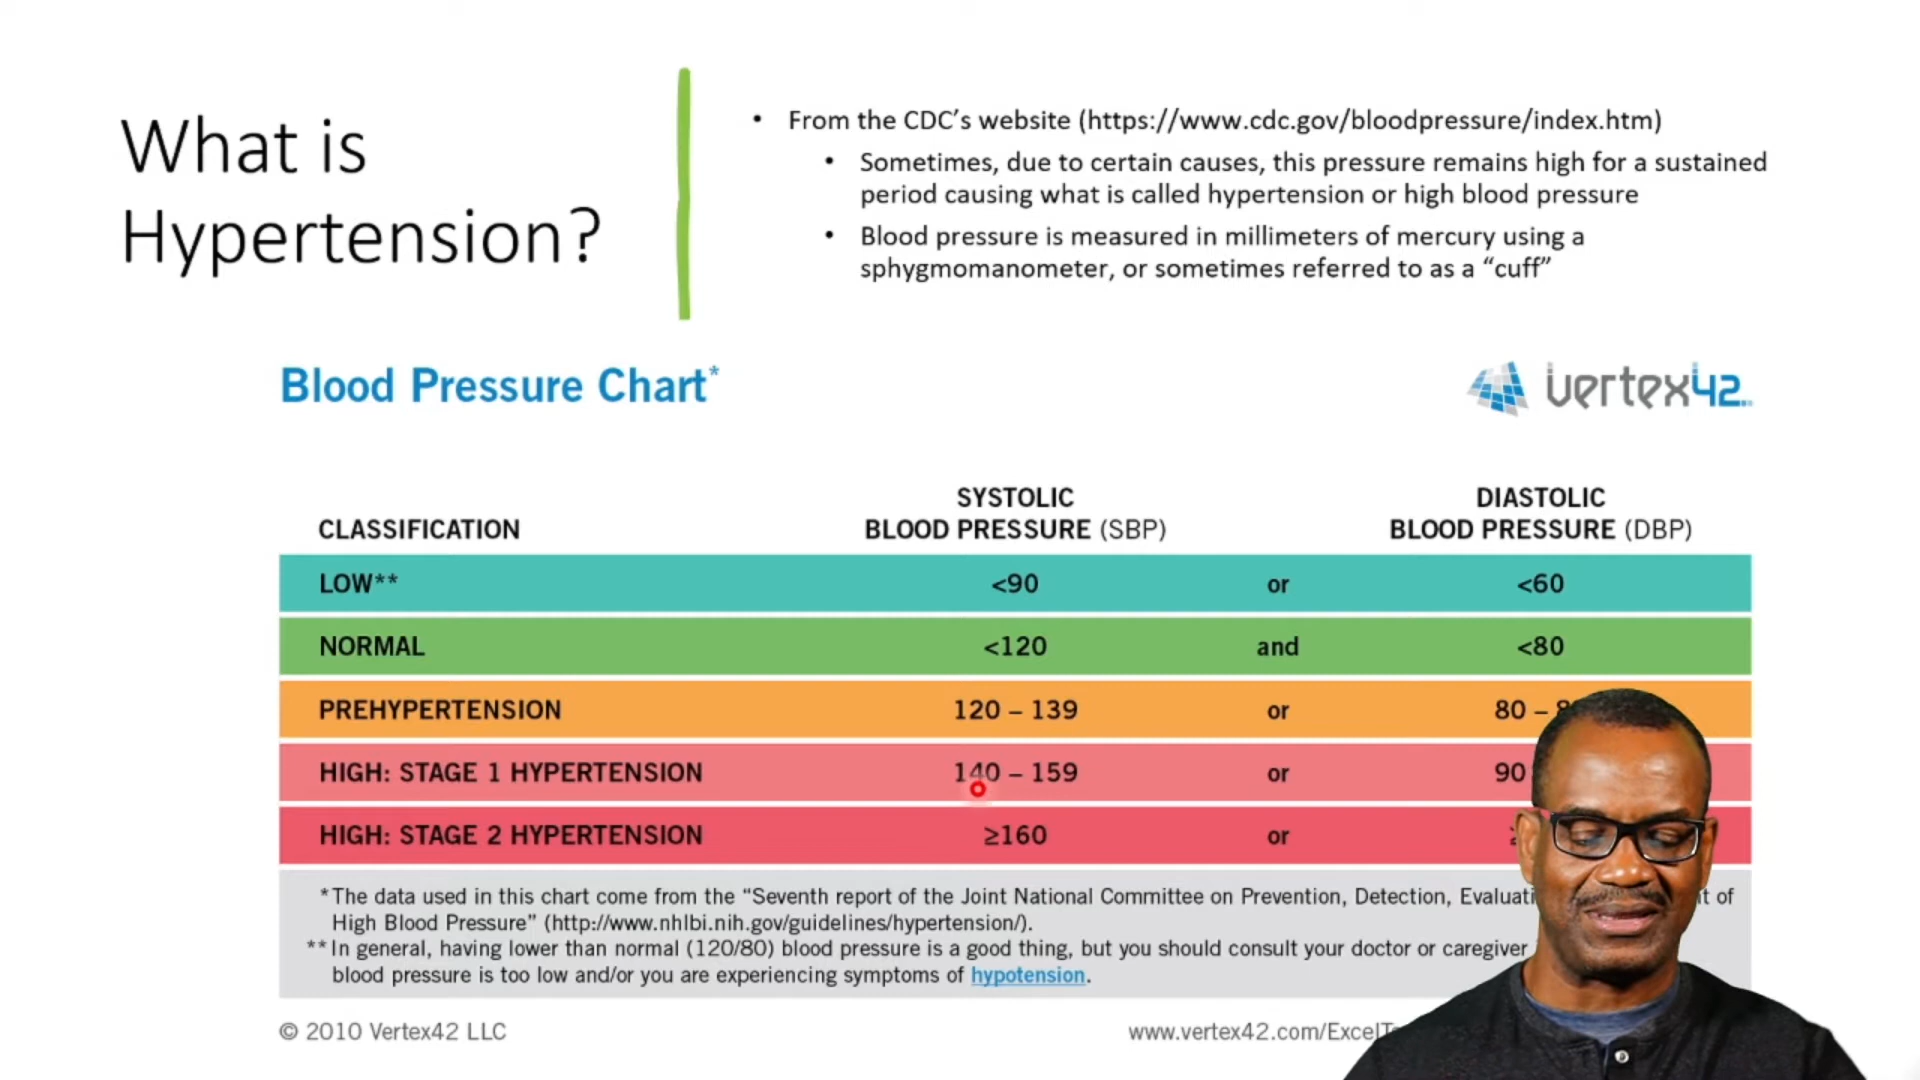 What is
Hypertension?
• From the CDC’s website (https://www.cdc.gov/bloodpressure/index.htm)
• Sometimes, due to certain causes, this pressure remains high for a sustained
period causing what is called hypertension or high blood pressure
• Blood pressure is measured in millimeters of mercury using a
sphygmomanometer, or sometimes referred to as a “cuff”
Blood Pressure Chart*
vertex42
SYSTOLIC DIASTOLIC
CLASSIFICATION BLOOD PRESSURE (SBP) BLOOD PRESSURE (DBP)
LOW** <90 or <60
NORMAL <120 and <80
PREHYPERTENSION 120 – 139 or 80 –
HIGH: STAGE 1 HYPERTENSION 140 – 159 or 90
HIGH: STAGE 2 HYPERTENSION ≥160 or
*The data used in this chart come from the “Seventh report of the Joint National Committee on Prevention, Detection, of
High Blood Pressure” (http://www.nhlbi.nih.gov/guidelines/hypertension/).
**In general, having lower than normal (120/80) blood pressure is a good thing, but you should consult your doctor or caregiver
blood pressure is too low and/or you are experiencing symptoms of hypotension.
© 2010 Vertex42 LLC www.vertex42.com/Excel